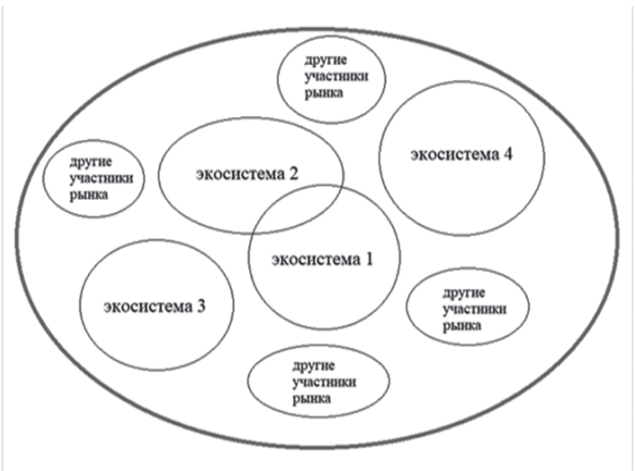 другие
участники
рынка
экосистема 4
другие
участники
рынка
экосистема 2
экосистема 1
экосистема 3
другие
участники
рынка
другие
участники
рынка